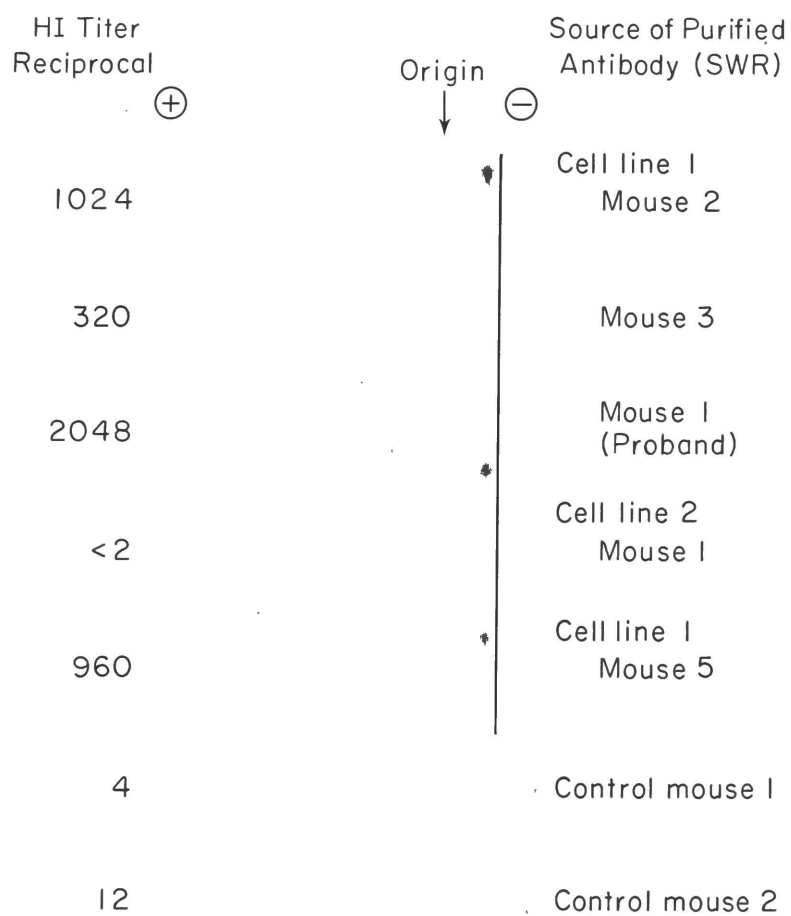 HI Titer
Reciprocal
Origin
Source of Purified
Antibody (SWR)
+
−
Cell line 1
1024
Mouse 2
320
Mouse 3
2048
Mouse 1
(Proband)
Cell line 2
<2
Mouse 1
Cell line 1
960
Mouse 5
4
Control mouse 1
12
Control mouse 2